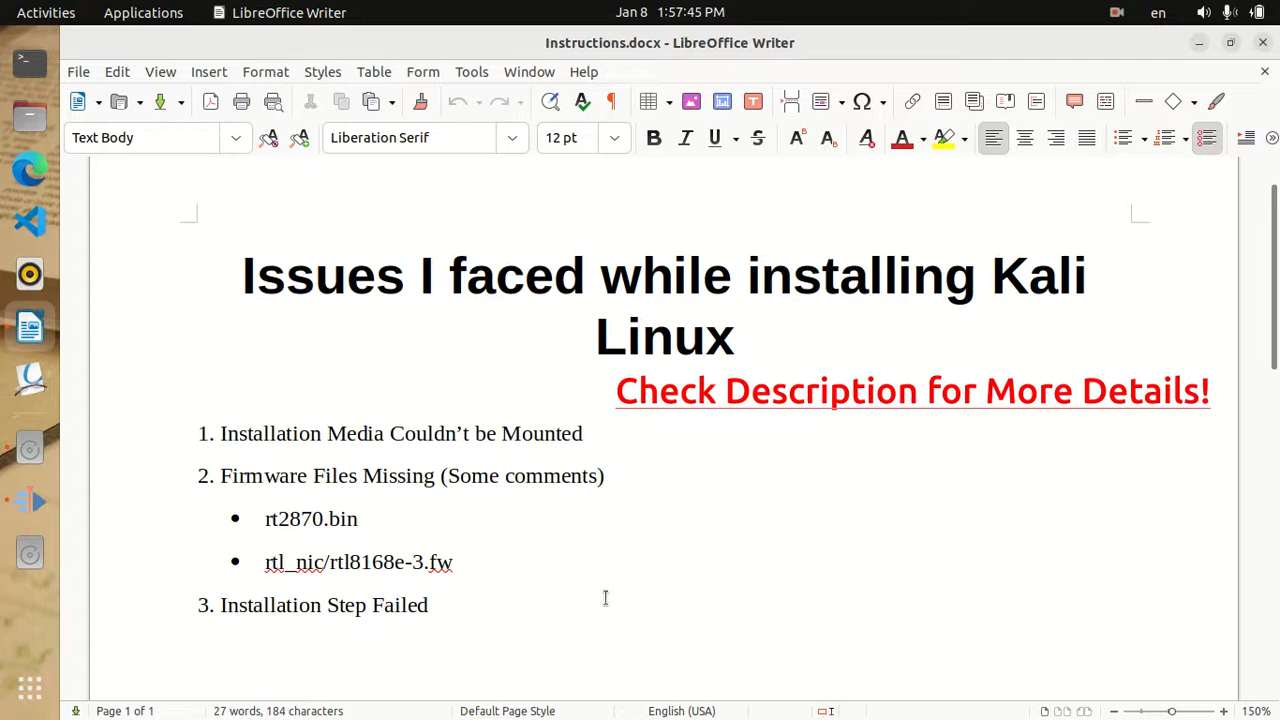 Activities Applications LibreOffice Writer Jan 8 1:57:45 PM en
Instructions.docx - LibreOffice Writer
File Edit View Insert Format Styles Table Form Tools Window Help
Text Body Liberation Serif 12 pt
Issues I faced while installing Kali
Linux
Check Description for More Details!
1. Installation Media Couldn’t be Mounted
2. Firmware Files Missing (Some comments)
• rt2870.bin
• rtl_nic/rtl8168e-3.fw
3. Installation Step Failed
Page 1 of 1 27 words, 184 characters Default Page Style English (USA) 150%